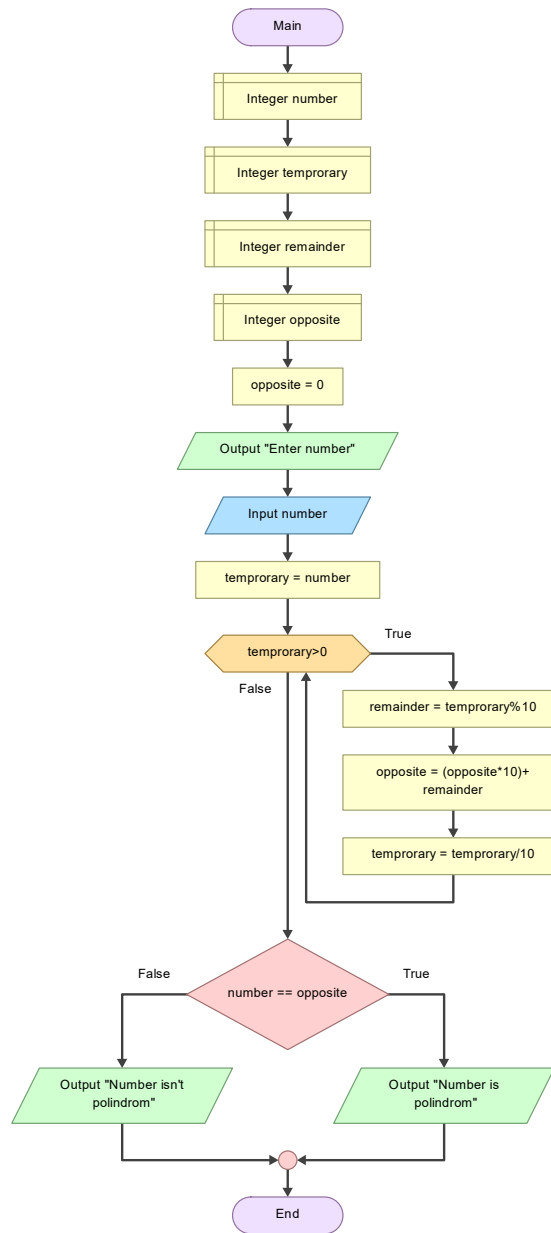 Main
Integer number
Integer temprorary
Integer remainder
Integer opposite
opposite = 0
Output "Enter number"
Input number
temprorary = number
temprorary>0
True
False
remainder = temprorary%10
opposite = (opposite*10)+
remainder
temprorary = temprorary/10
False
True
number == opposite
Output "Number isn't
polindrom"
Output "Number is
polindrom"
End